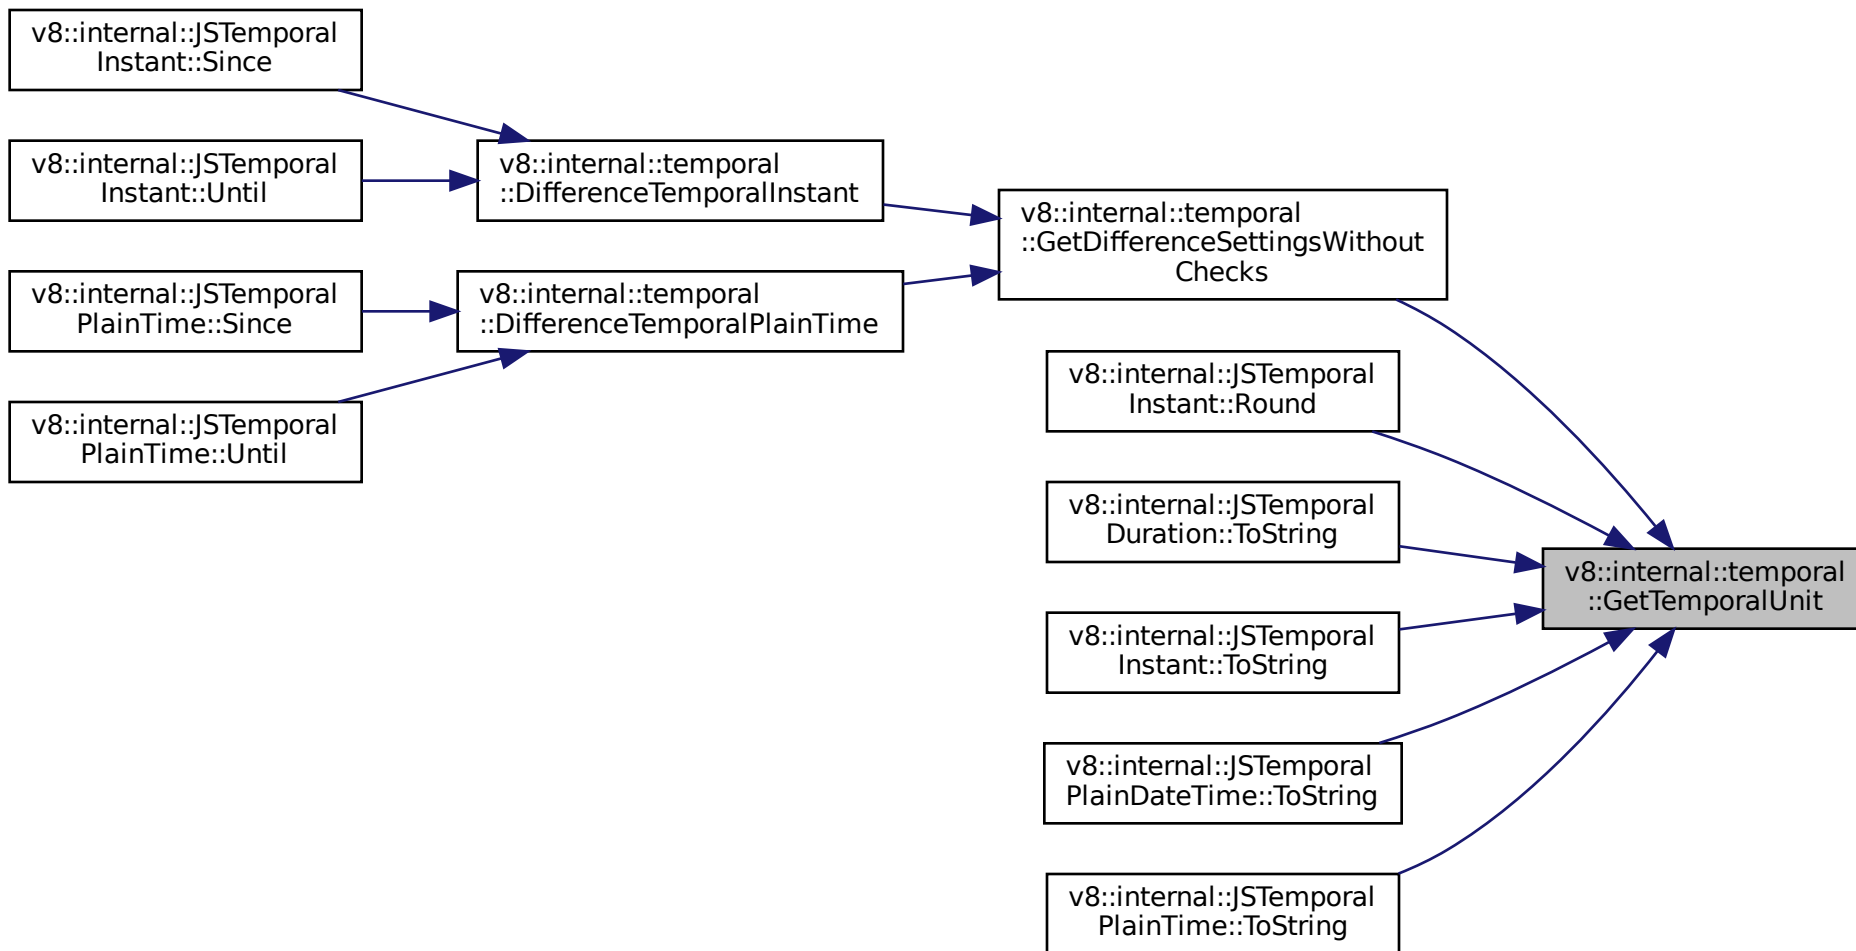 v8::internal::JSTemporal
Instant::Since
v8::internal::JSTemporal
Instant::Until
v8::internal::JSTemporal
PlainTime::Since
v8::internal::JSTemporal
PlainTime::Until
v8::internal::temporal
::DifferenceTemporalInstant
v8::internal::temporal
::DifferenceTemporalPlainTime
v8::internal::temporal
::GetDifferenceSettingsWithout
Checks
v8::internal::JSTemporal
Instant::Round
v8::internal::JSTemporal
Duration::ToString
v8::internal::JSTemporal
Instant::ToString
v8::internal::JSTemporal
PlainDateTime::ToString
v8::internal::JSTemporal
PlainTime::ToString
v8::internal::temporal
::GetTemporalUnit